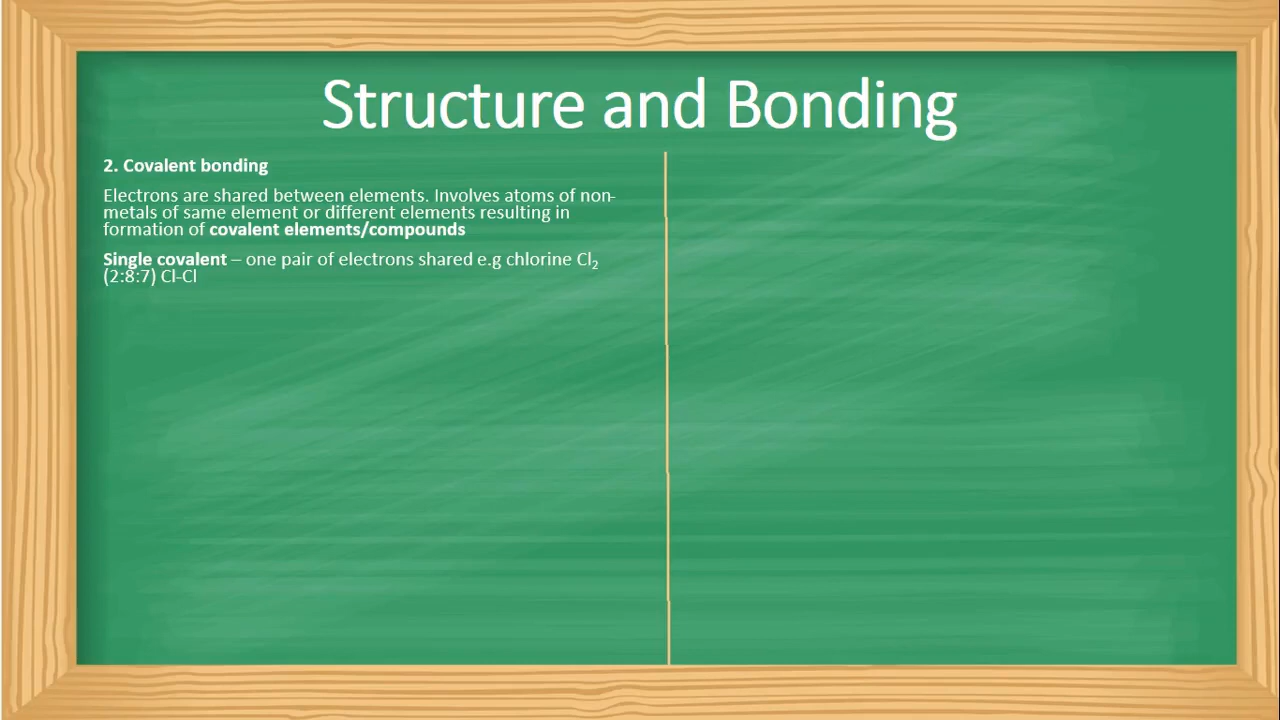 Structure and Bonding
2. Covalent bonding
Electrons are shared between elements. Involves atoms of non-
metals of same element or different elements resulting in
formation of covalent elements/compounds
Single covalent – one pair of electrons shared e.g chlorine Cl₂
(2:8:7) Cl-Cl